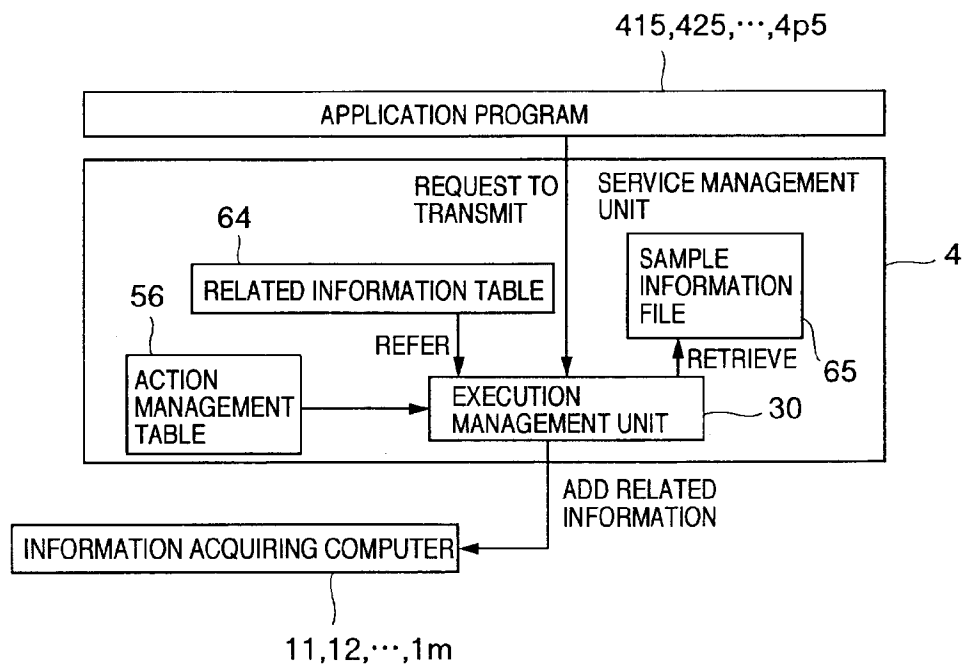 415,425,···,4p5
APPLICATION PROGRAM
REQUEST TO
TRANSMIT
SERVICE MANAGEMENT
UNIT
64
RELATED INFORMATION TABLE
SAMPLE
INFORMATION
FILE
4
56
REFER
RETRIEVE
65
ACTION
MANAGEMENT
TABLE
EXECUTION
MANAGEMENT UNIT
30
ADD RELATED
INFORMATION
INFORMATION ACQUIRING COMPUTER
11,12,···,1m